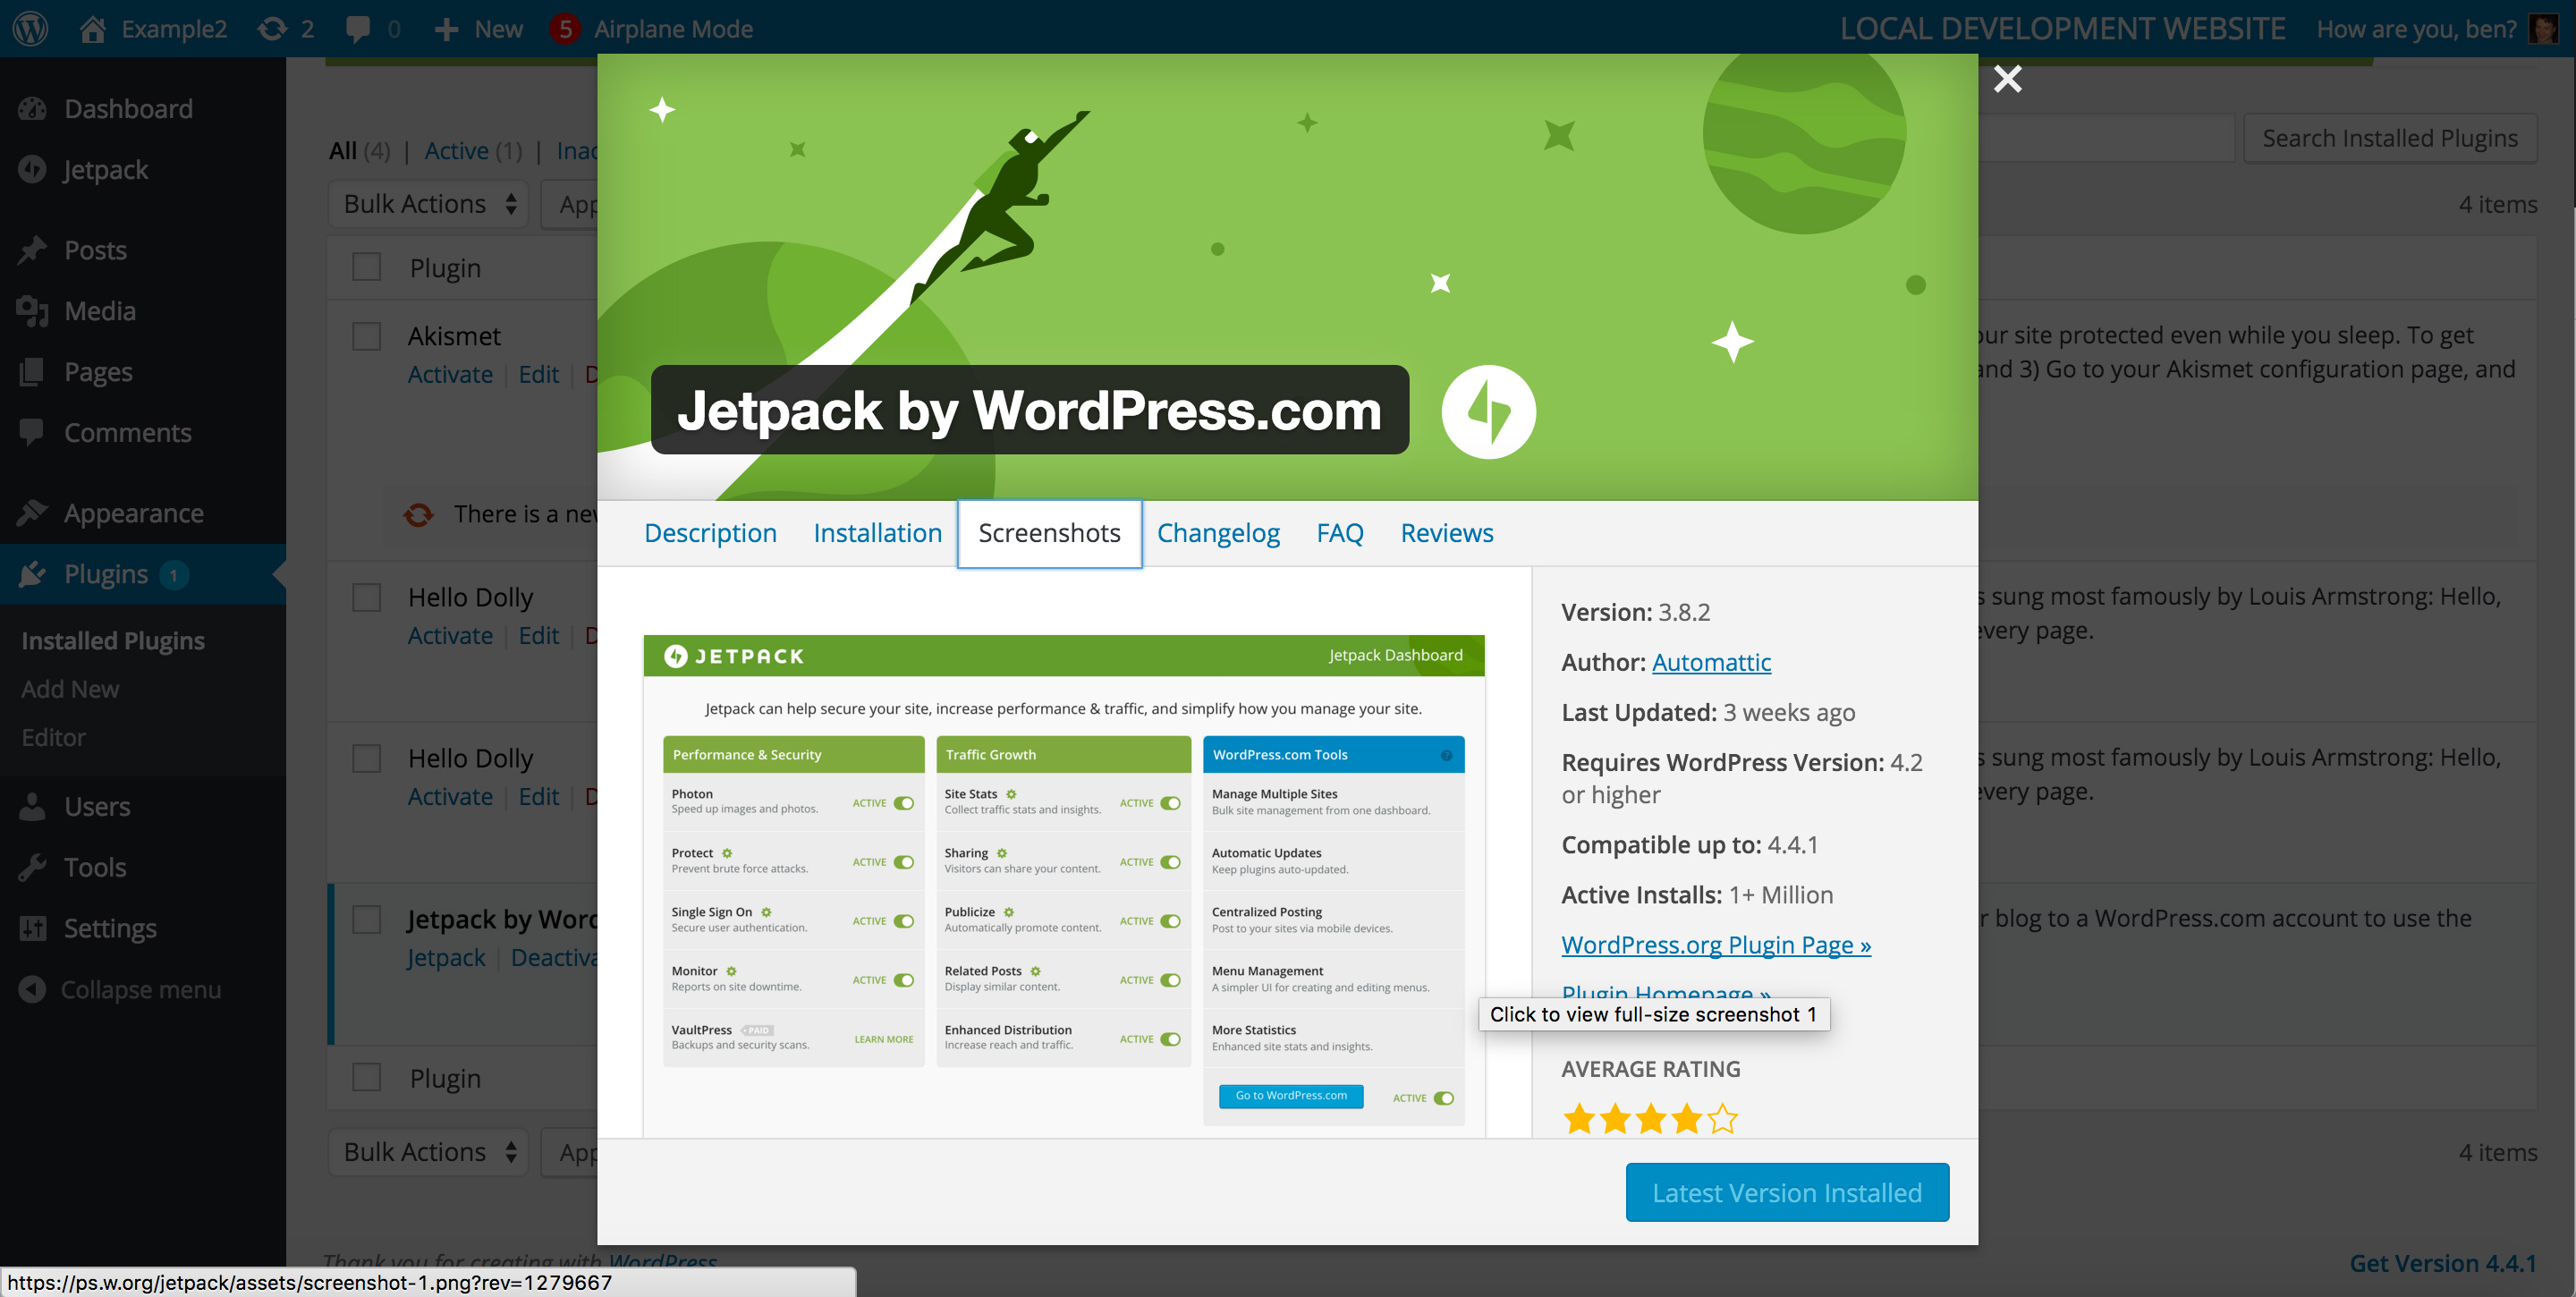 Example2 2 0 New 5 Airplane Mode
LOCAL DEVELOPMENT WEBSITE How are you, ben?
Dashboard
Jetpack
Posts
Media
Pages
Comments
Appearance
Plugins 1
Installed Plugins
Add New
Editor
Users
Tools
Settings
Collapse menu
All (4) | Active (1) |
Search Installed Plugins
Bulk Actions
4 items
Plugin
Akismet
Activate | Edit |
your site protected even while you sleep. To get
and 3) Go to your Akismet configuration page, and
There is a new
Hello Dolly
Activate | Edit |
s sung most famously by Louis Armstrong: Hello,
every page.
Hello Dolly
Activate | Edit |
s sung most famously by Louis Armstrong: Hello,
every page.
Jetpack by Word
Jetpack | Deactiva
r blog to a WordPress.com account to use the
Plugin
Bulk Actions
4 items
Thank you for creating with WordPress
Get Version 4.4.1
Jetpack by WordPress.com
Description Installation Screenshots Changelog FAQ Reviews
JETPACK Jetpack Dashboard
Jetpack can help secure your site, increase performance & traffic, and simplify how you manage your site.
Performance & Security
Photon
Speed up images and photos.
ACTIVE
Protect
Prevent brute force attacks.
ACTIVE
Single Sign On
Secure user authentication.
ACTIVE
Monitor
Reports on site downtime.
ACTIVE
VaultPress PAID
Backups and security scans.
LEARN MORE
Traffic Growth
Site Stats
Collect traffic stats and insights.
ACTIVE
Sharing
Visitors can share your content.
ACTIVE
Publicize
Automatically promote content.
ACTIVE
Related Posts
Display similar content.
ACTIVE
Enhanced Distribution
Increase reach and traffic.
ACTIVE
WordPress.com Tools ?
Manage Multiple Sites
Bulk site management from one dashboard.
Automatic Updates
Keep plugins auto-updated.
Centralized Posting
Post to your sites via mobile devices.
Menu Management
A simpler UI for creating and editing menus.
More Statistics
Enhanced site stats and insights.
Go to WordPress.com ACTIVE
Version: 3.8.2
Author: Automattic
Last Updated: 3 weeks ago
Requires WordPress Version: 4.2
or higher
Compatible up to: 4.4.1
Active Installs: 1+ Million
WordPress.org Plugin Page »
Plugin Homepage »
Click to view full-size screenshot 1
AVERAGE RATING
Latest Version Installed
https://ps.w.org/jetpack/assets/screenshot-1.png?rev=1279667